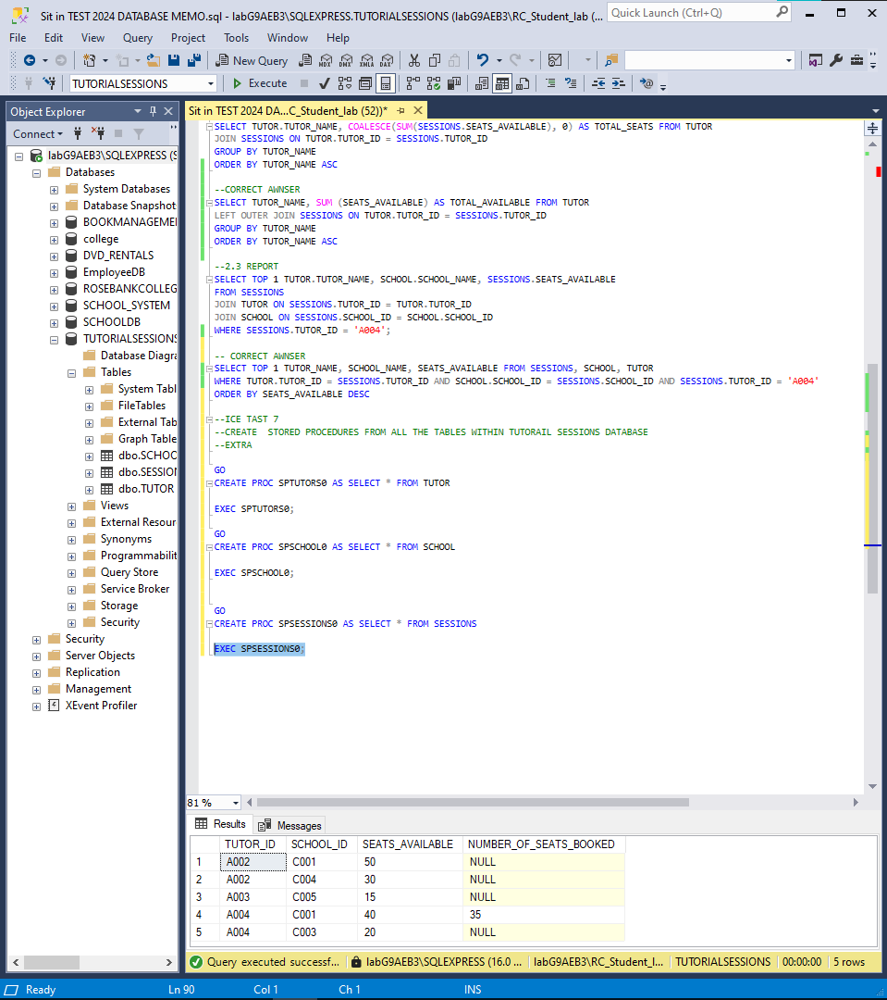 Sit in TEST 2024 DATABASE MEMO.sql - labG9AEB3\SQLEXPRESS.TUTORIALSESSIONS (labG9AEB3\RC_Student_lab (...
Quick Launch (Ctrl+Q)
File Edit View Query Project Tools Window Help
New Query MDX DMX XMLA DAX
TUTORIALSESSIONS Execute
Object Explorer
Sit in TEST 2024 DA...C_Student_lab (52))*
Connect
labG9AEB3\SQLEXPRESS (S
Databases
System Databases
Database Snapshot
BOOKMANAGEME
college
DVD_RENTALS
EmployeeDB
ROSEBANKCOLLEG
SCHOOL_SYSTEM
SCHOOLDB
TUTORIALSESSIONS
Database Diagra
Tables
System Tabl
FileTables
External Tab
Graph Table
dbo.SCHOO
dbo.SESSION
dbo.TUTOR
Views
External Resour
Synonyms
Programmabilit
Query Store
Service Broker
Storage
Security
Security
Server Objects
Replication
Management
XEvent Profiler
SELECT TUTOR.TUTOR_NAME, COALESCE(SUM(SESSIONS.SEATS_AVAILABLE), 0) AS TOTAL_SEATS FROM TUTOR
JOIN SESSIONS ON TUTOR.TUTOR_ID = SESSIONS.TUTOR_ID
GROUP BY TUTOR_NAME
ORDER BY TUTOR_NAME ASC
--CORRECT AWNSER
SELECT TUTOR_NAME, SUM (SEATS_AVAILABLE) AS TOTAL_AVAILABLE FROM TUTOR
LEFT OUTER JOIN SESSIONS ON TUTOR.TUTOR_ID = SESSIONS.TUTOR_ID
GROUP BY TUTOR_NAME
ORDER BY TUTOR_NAME ASC
--2.3 REPORT
SELECT TOP 1 TUTOR.TUTOR_NAME, SCHOOL.SCHOOL_NAME, SESSIONS.SEATS_AVAILABLE
FROM SESSIONS
JOIN TUTOR ON SESSIONS.TUTOR_ID = TUTOR.TUTOR_ID
JOIN SCHOOL ON SESSIONS.SCHOOL_ID = SCHOOL.SCHOOL_ID
WHERE SESSIONS.TUTOR_ID = 'A004';
-- CORRECT AWNSER
SELECT TOP 1 TUTOR_NAME, SCHOOL_NAME, SEATS_AVAILABLE FROM SESSIONS, SCHOOL, TUTOR
WHERE TUTOR.TUTOR_ID = SESSIONS.TUTOR_ID AND SCHOOL.SCHOOL_ID = SESSIONS.SCHOOL_ID AND SESSIONS.TUTOR_ID = 'A004'
ORDER BY SEATS_AVAILABLE DESC
--ICE TAST 7
--CREATE  STORED PROCEDURES FROM ALL THE TABLES WITHIN TUTORAIL SESSIONS DATABASE
--EXTRA
GO
CREATE PROC SPTUTORS0 AS SELECT * FROM TUTOR
EXEC SPTUTORS0;
GO
CREATE PROC SPSCHOOL0 AS SELECT * FROM SCHOOL
EXEC SPSCHOOL0;
GO
CREATE PROC SPSESSIONS0 AS SELECT * FROM SESSIONS
EXEC SPSESSIONS0;
81 %
Results Messages
TUTOR_ID SCHOOL_ID SEATS_AVAILABLE NUMBER_OF_SEATS_BOOKED
1 A002 C001 50 NULL
2 A002 C004 30 NULL
3 A003 C005 15 NULL
4 A004 C001 40 35
5 A004 C003 20 NULL
Query executed successf... labG9AEB3\SQLEXPRESS (16.0 ... labG9AEB3\RC_Student_l... TUTORIALSESSIONS 00:00:00 5 rows
Ready Ln 90 Col 1 Ch 1 INS